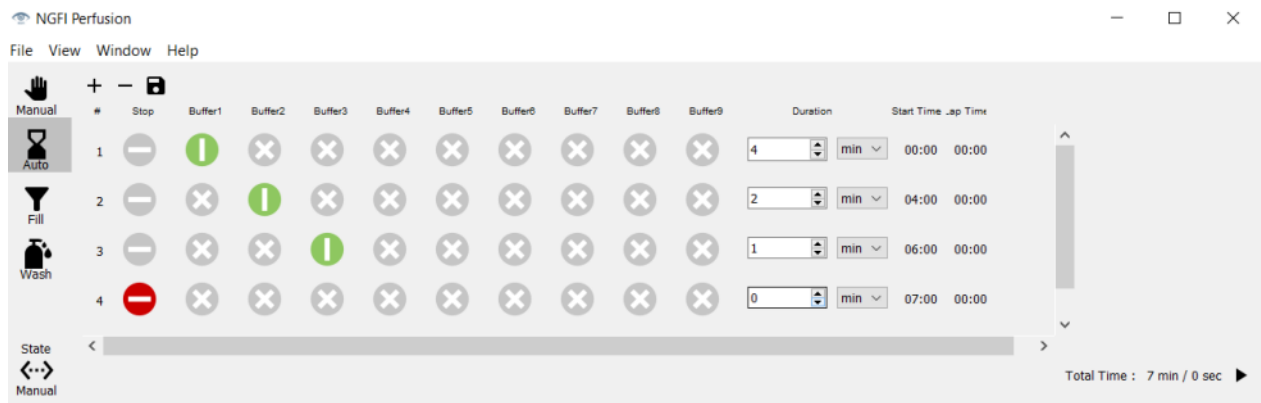 NGFI Perfusion
File View Window Help
Manual
# Stop Buffer1 Buffer2 Buffer3 Buffer4 Buffer5 Buffer6 Buffer7 Buffer8 Buffer9 Duration Start Time ap Time
Auto
1 4 min 00:00 00:00
2 2 min 04:00 00:00
Fill
3 1 min 06:00 00:00
Wash
4 0 min 07:00 00:00
State
Manual
Total Time : 7 min / 0 sec